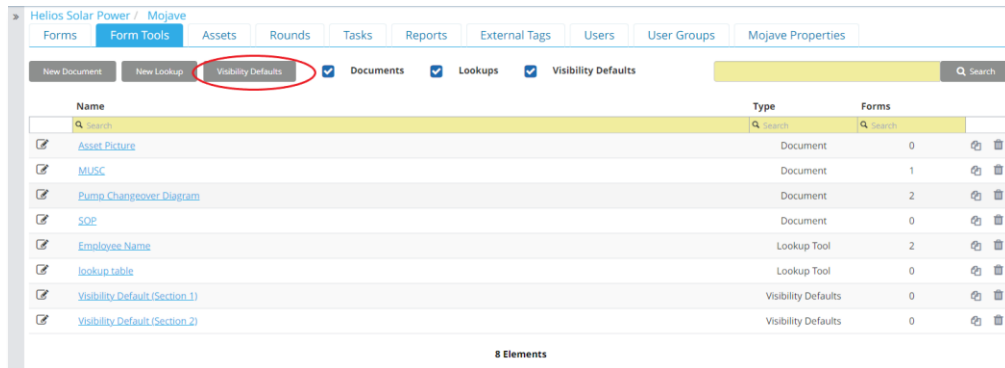 » Helios Solar Power / Mojave
Forms Form Tools Assets Rounds Tasks Reports External Tags Users User Groups Mojave Properties
New Document New Lookup Visibility Defaults Documents Lookups Visibility Defaults Search
Name Type Forms
Search Search Search
Asset Picture Document 0
MUSC Document 1
Pump Changeover Diagram Document 2
SOP Document 0
Employee Name Lookup Tool 2
lookup table Lookup Tool 0
Visibility Default (Section 1) Visibility Defaults 0
Visibility Default (Section 2) Visibility Defaults 0
8 Elements